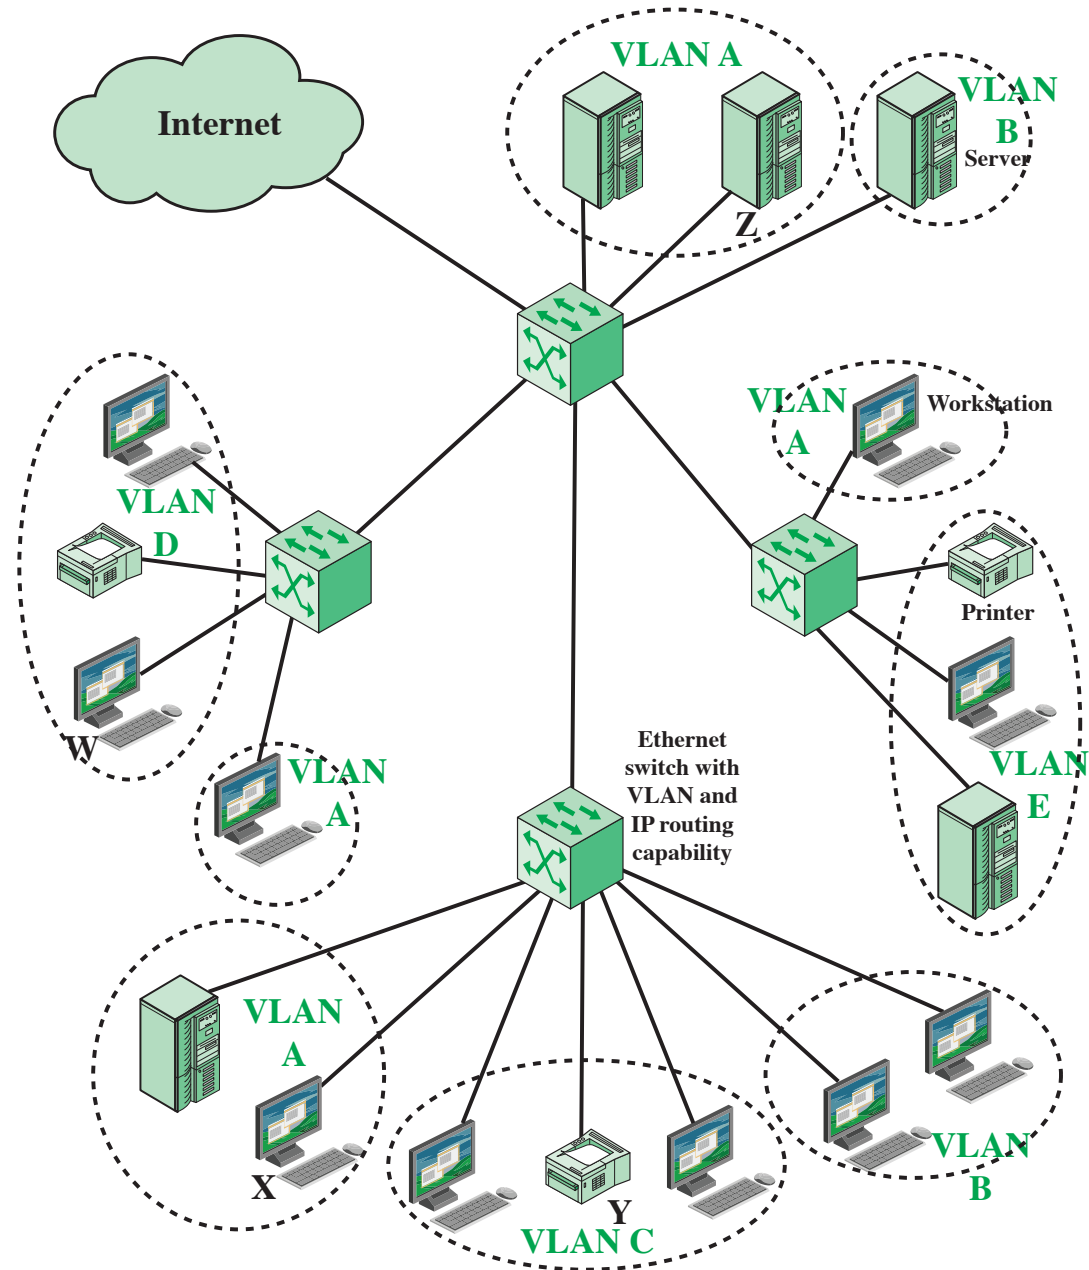 VLAN A
VLAN
B
Server
Internet
Z
VLAN
A
Workstation
VLAN
D
Printer
W
VLAN
A
Ethernet
switch with
VLAN and
IP routing
capability
VLAN
E
VLAN
A
X
VLAN
B
Y
VLAN C